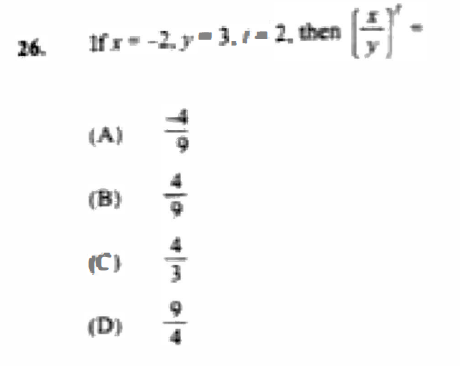 26. If x = -2, y = 3, t = 2, then (x/y)^t =
(A) -4/9
(B) 4/9
(C) 4/3
(D) 9/4